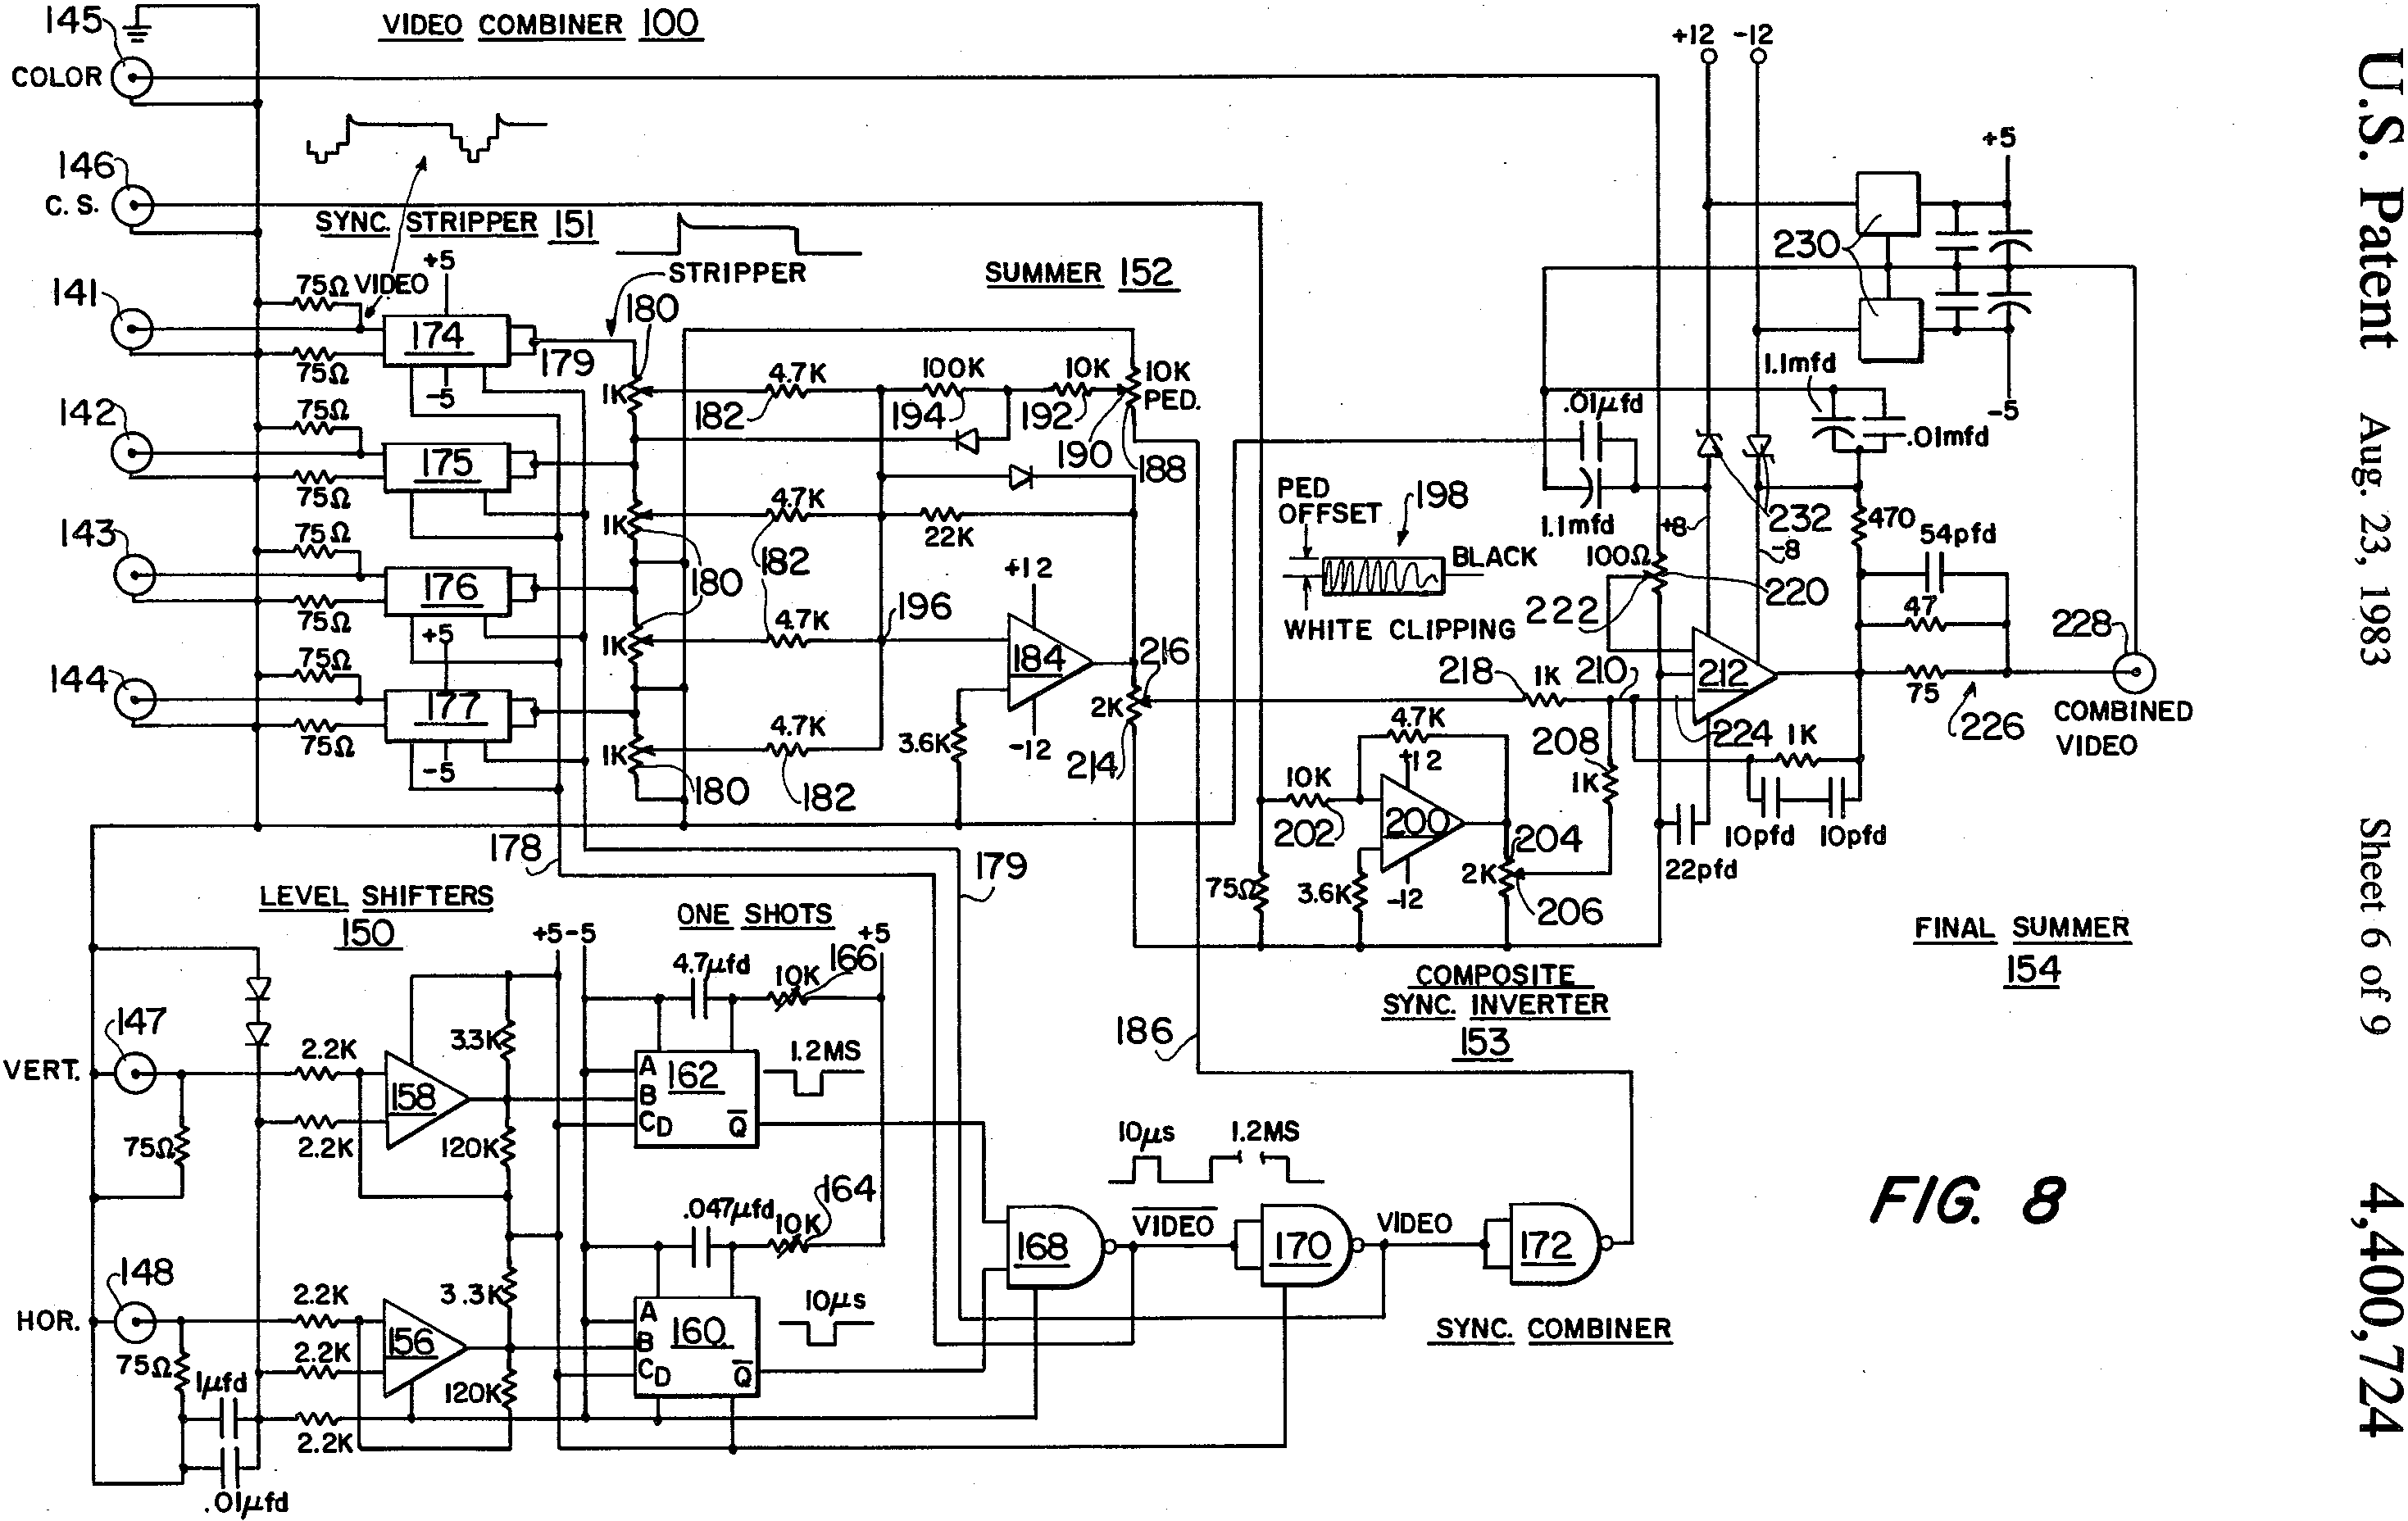 VIDEO COMBINER 100
145
COLOR
146
C. S.
SYNC. STRIPPER 151
STRIPPER
SUMMER 152
+12 -12
+5
230
-5
1.1mfd
.01mfd
.01µfd
1.1mfd
141
75Ω
VIDEO
+5
174
75Ω
-5
179
180
1K
4.7K
182
100K
194
10K
192
10K
PED.
190
188
142
75Ω
175
75Ω
1K
4.7K
182
22K
180
143
75Ω
176
75Ω
+5
1K
4.7K
196
+12
184
-12
3.6K
144
75Ω
177
75Ω
-5
1K
4.7K
180
182
216
2K
214
PED
OFFSET
198
BLACK
WHITE CLIPPING
+8
-8
232
470
54pfd
100Ω
220
222
47
218
1K
210
212
224
75
226
228
COMBINED
VIDEO
4.7K
+12
10K
202
200
208
1K
1K
10pfd
10pfd
22pfd
204
2K
206
75Ω
3.6K
-12
COMPOSITE
SYNC. INVERTER
153
FINAL SUMMER
154
178
179
186
LEVEL SHIFTERS
150
ONE SHOTS
+5 -5
+5
4.7µfd
10K
166
147
VERT.
2.2K
3.3K
158
75Ω
2.2K
120K
A
B
CD
162
Q
1.2MS
.047µfd
10K
164
148
HOR.
2.2K
3.3K
156
75Ω
2.2K
120K
1µfd
2.2K
.01µfd
A
B
CD
160
Q
10µs
168
10µs
1.2MS
VIDEO
170
VIDEO
172
SYNC. COMBINER
FIG. 8
U.S. Patent Aug. 23, 1983 Sheet 6 of 9 4,400,724